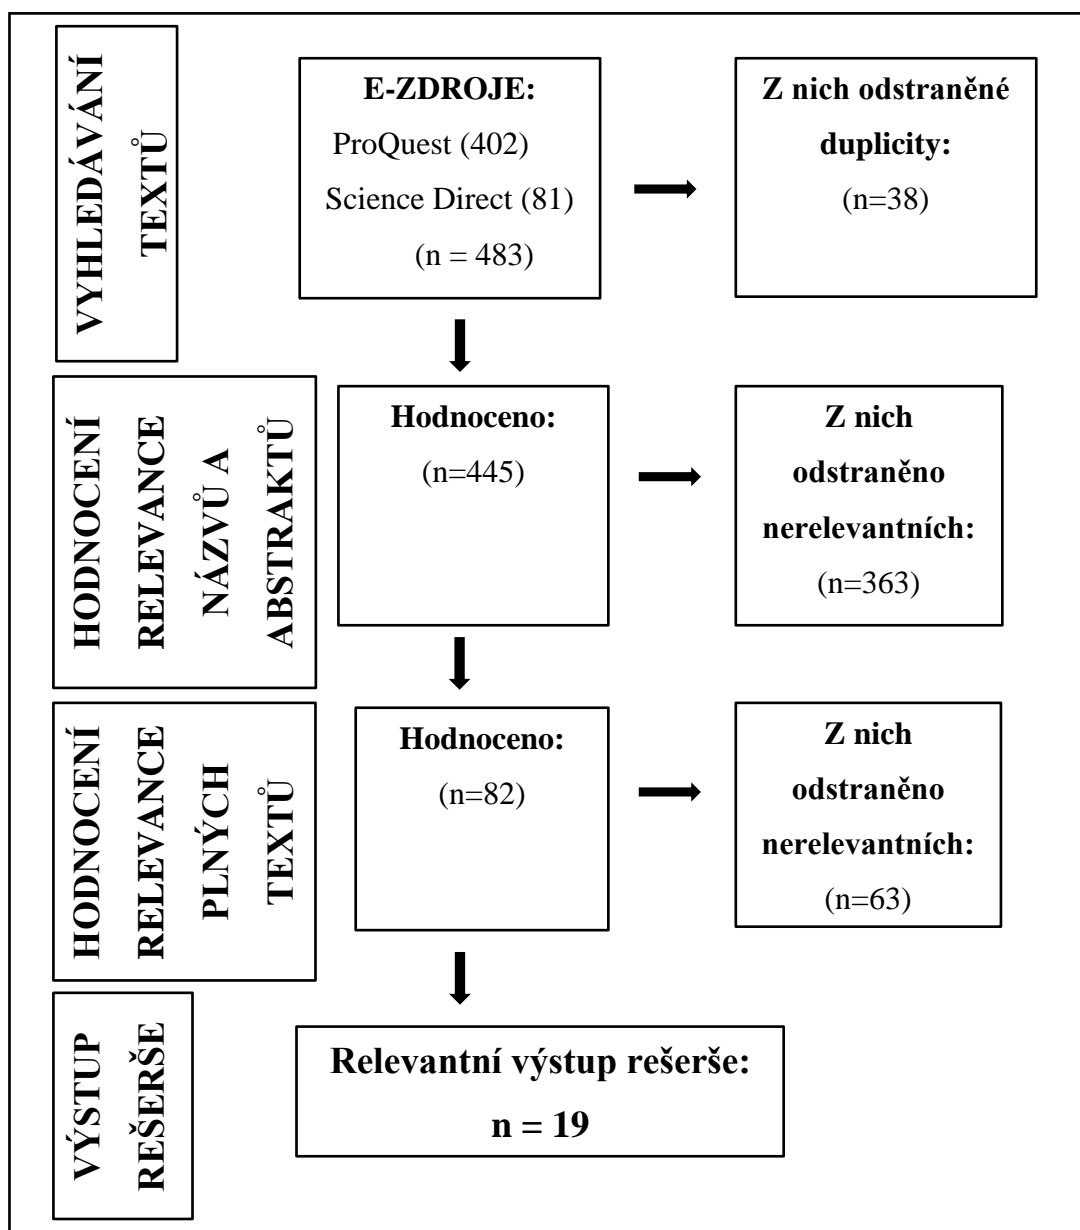 VYHLEDÁVÁNÍ
TEXTŮ
E-ZDROJE:
ProQuest (402)
Science Direct (81)
(n = 483)
Z nich odstraněné
duplicity:
(n=38)
HODNOCENÍ
RELEVANCE
NÁZVŮ A
ABSTRAKTŮ
Hodnoceno:
(n=445)
Z nich
odstraněno
nerelevantních:
(n=363)
HODNOCENÍ
RELEVANCE
PLNÝCH
TEXTŮ
Hodnoceno:
(n=82)
Z nich
odstraněno
nerelevantních:
(n=63)
VÝSTUP
REŠERŠE
Relevantní výstup rešerše:
n = 19